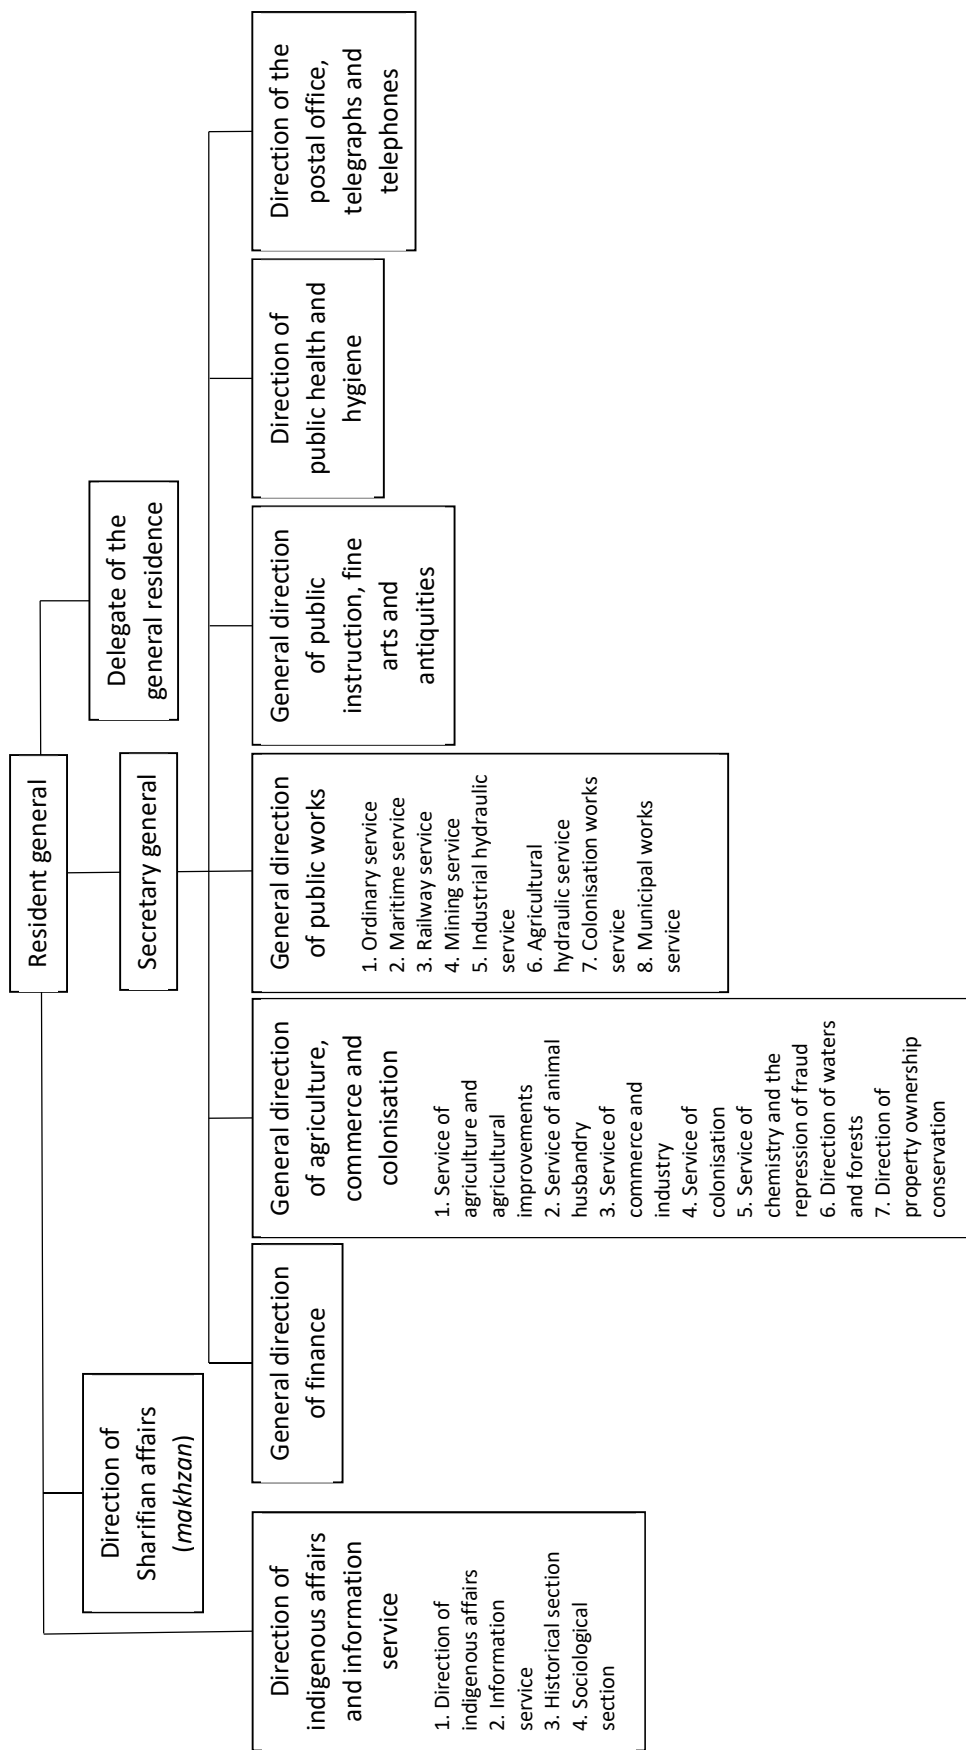 Resident general
Delegate of the
general residence
Secretary general
Direction of
Sharifian affairs
(makhzan)
Direction of
indigenous affairs
and information
service
1. Direction of
indigenous affairs
2. Information
service
3. Historical section
4. Sociological
section
General direction
of finance
General direction
of agriculture,
commerce and
colonisation
1. Service of
agriculture and
agricultural
improvements
2. Service of animal
husbandry
3. Service of
commerce and
industry
4. Service of
colonisation
5. Service of
chemistry and the
repression of fraud
6. Direction of waters
and forests
7. Direction of
property ownership
conservation
General direction
of public works
1. Ordinary service
2. Maritime service
3. Railway service
4. Mining service
5. Industrial hydraulic
service
6. Agricultural
hydraulic service
7. Colonisation works
service
8. Municipal works
service
General direction
of public
instruction, fine
arts and
antiquities
Direction of
public health and
hygiene
Direction of the
postal office,
telegraphs and
telephones